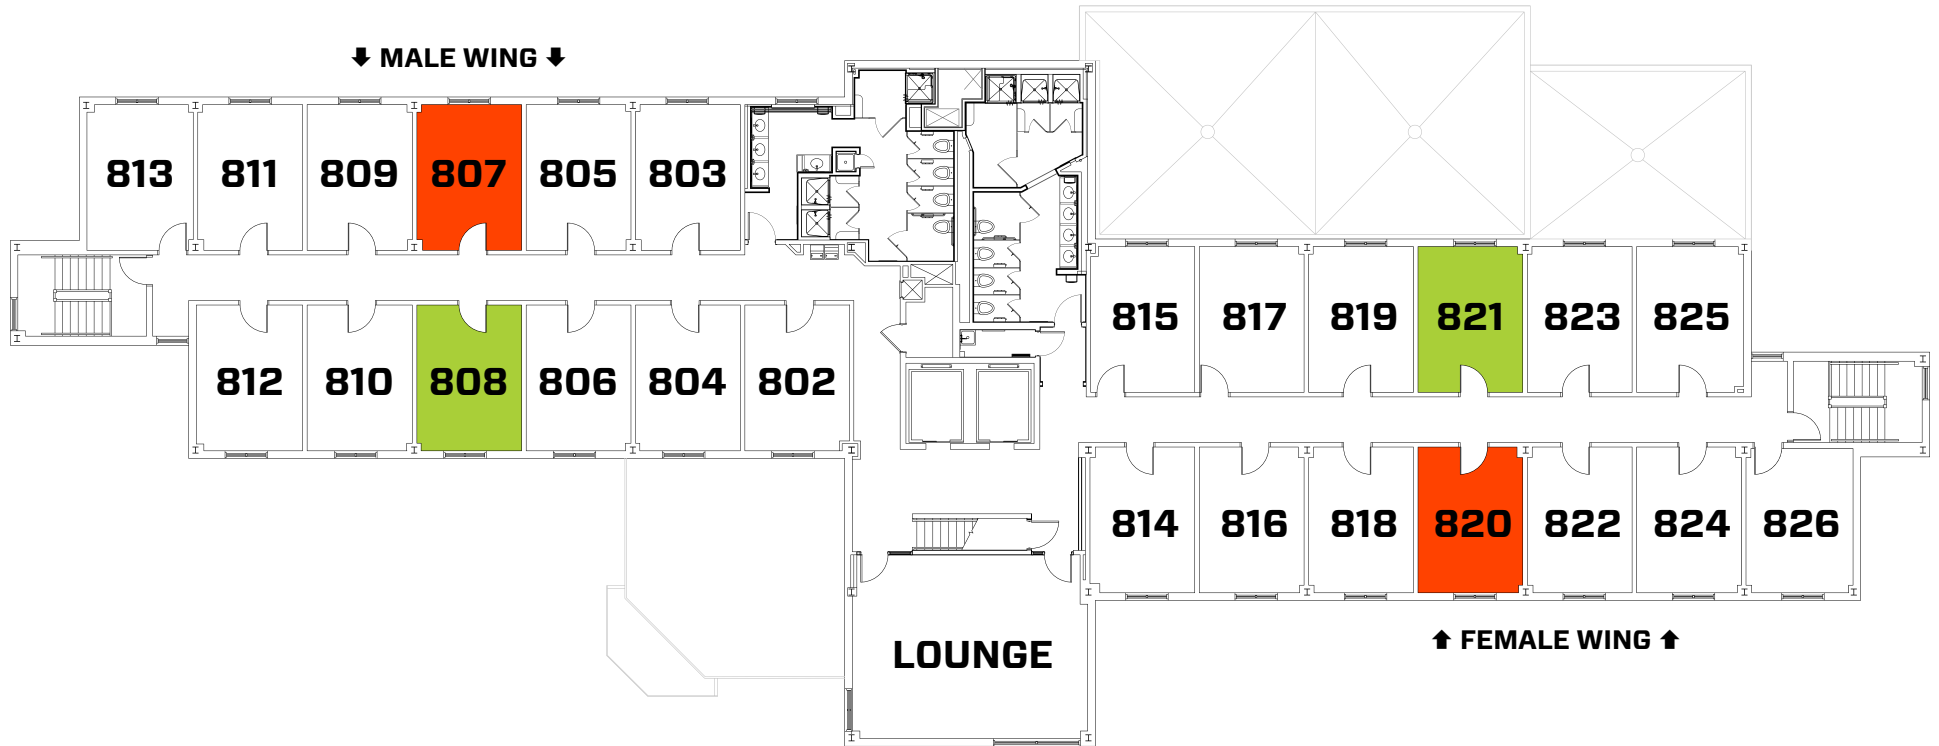 🡇 MALE WING 🡇
813 811 809 807 805 803
812 810 808 806 804 802
815 817 819 821 823 825
814 816 818 820 822 824 826
LOUNGE
🡅 FEMALE WING 🡅